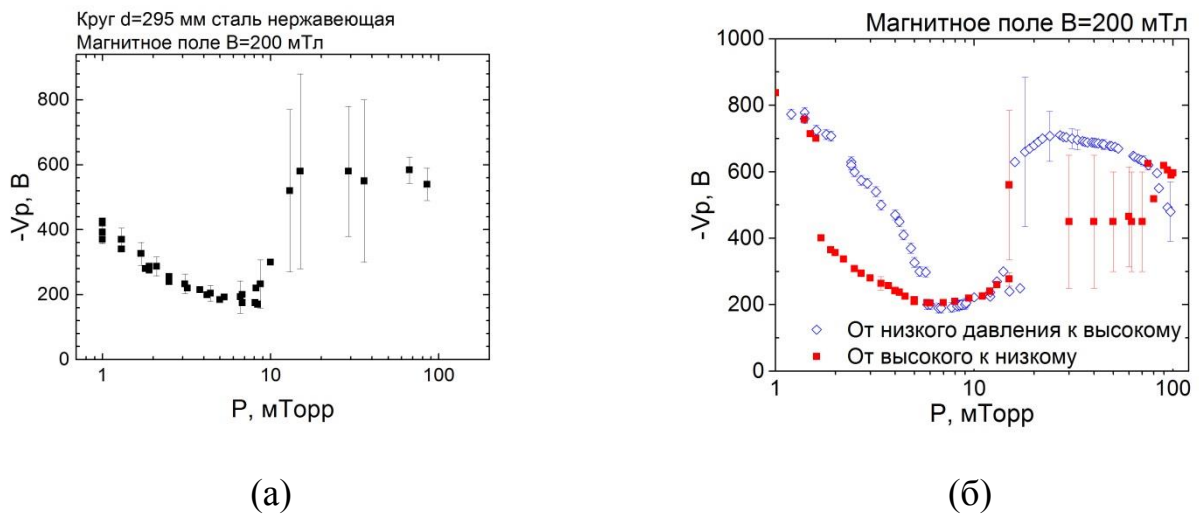 Круг d=295 мм сталь нержавеющая
Магнитное поле B=200 мТл
800
600
400
200
0
-Vp, В
1
10
100
P, мТорр
(а)
Магнитное поле B=200 мТл
1000
800
600
400
200
0
-Vp, В
От низкого давления к высокому
От высокого к низкому
1
10
100
P, мТорр
(б)